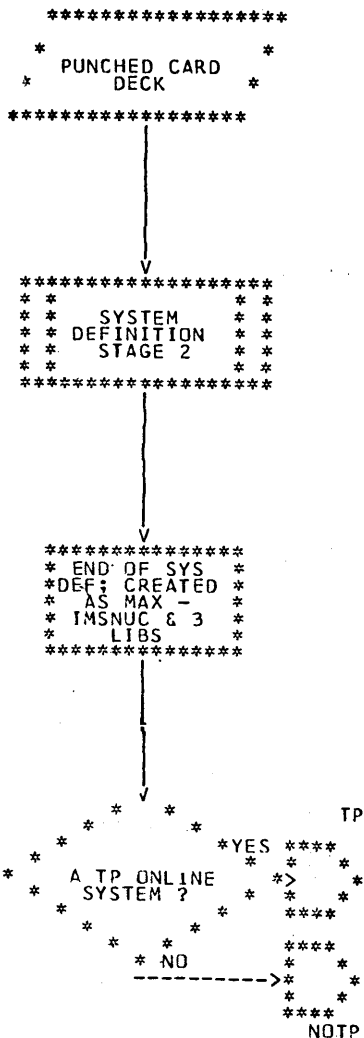 PUNCHED CARD
DECK
SYSTEM
DEFINITION
STAGE 2
END OF SYS
DEF; CREATED
AS MAX -
IMSNUC & 3
LIBS
TP
YES
A TP ONLINE
SYSTEM ?
NO
NOTP